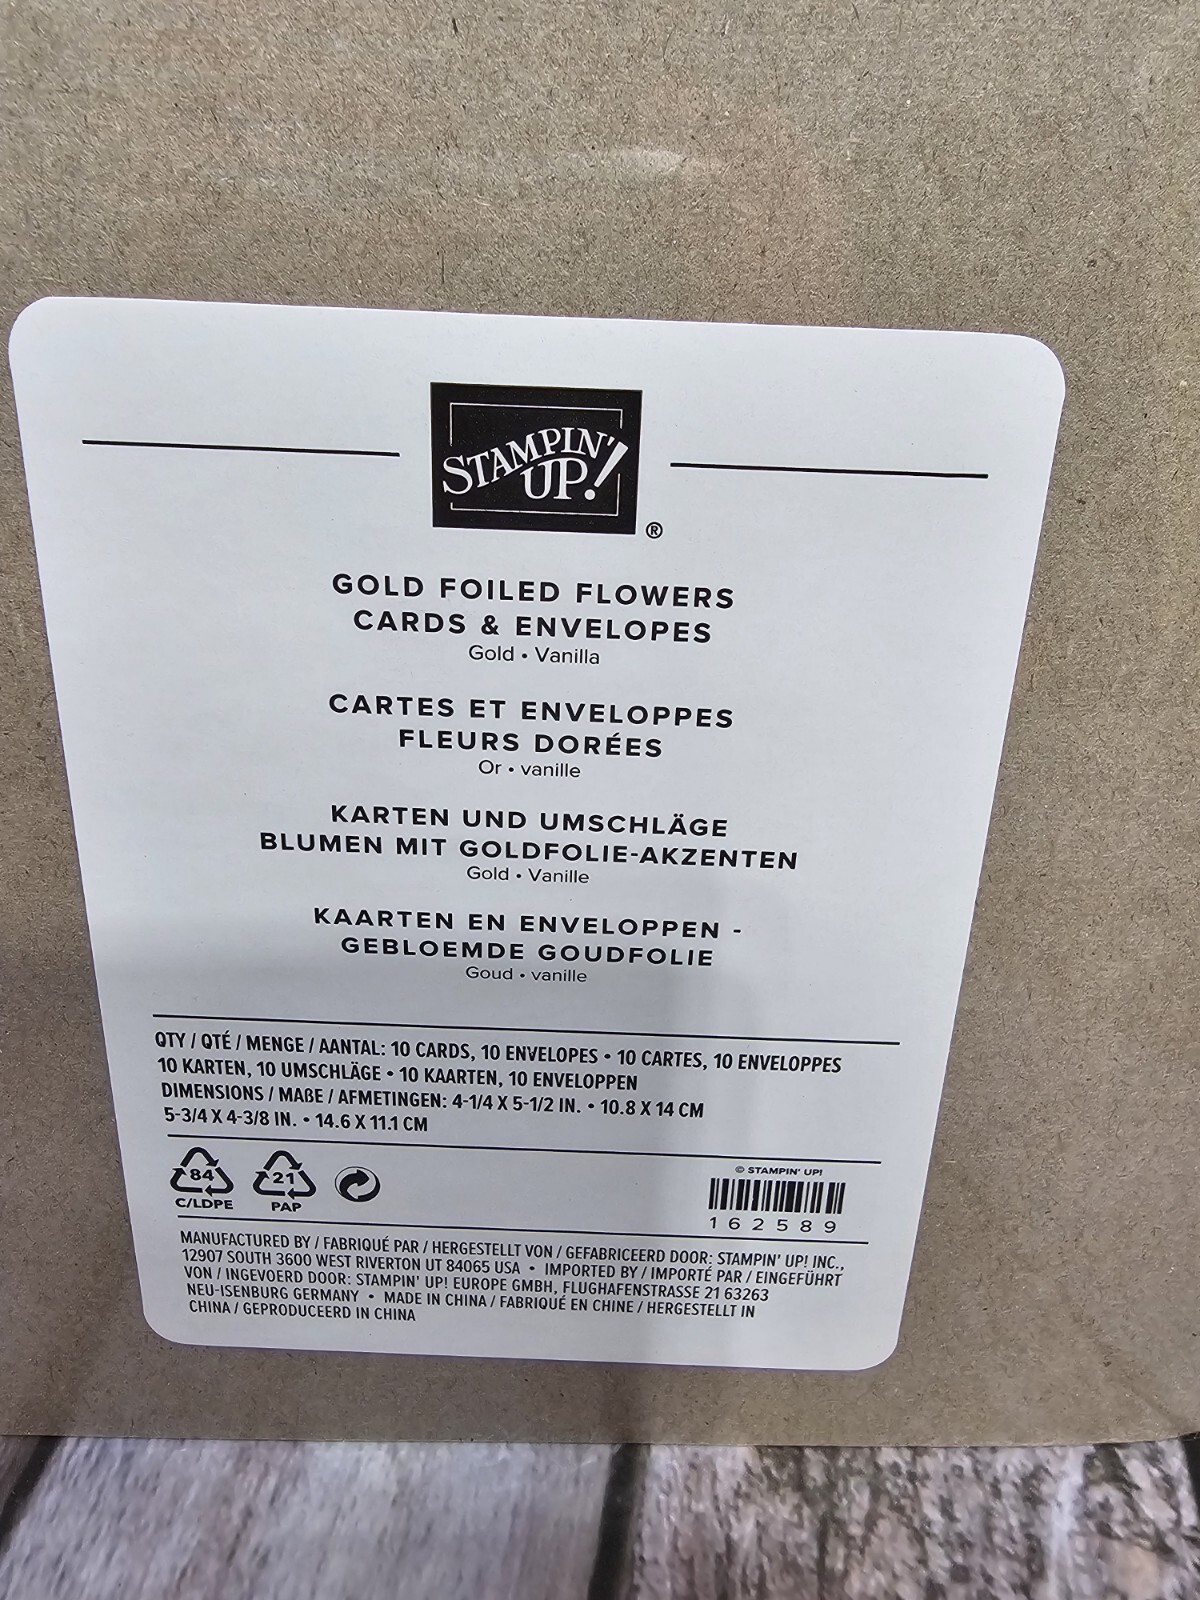 STAMPIN' UP!
®
GOLD FOILED FLOWERS
CARDS & ENVELOPES
Gold • Vanilla
CARTES ET ENVELOPPES
FLEURS DORÉES
Or • vanille
KARTEN UND UMSCHLÄGE
BLUMEN MIT GOLDFOLIE-AKZENTEN
Gold • Vanille
KAARTEN EN ENVELOPPEN -
GEBLOEMDE GOUDFOLIE
Goud • vanille
QTY / QTÉ / MENGE / AANTAL: 10 CARDS, 10 ENVELOPES • 10 CARTES, 10 ENVELOPPES
10 KARTEN, 10 UMSCHLÄGE • 10 KAARTEN, 10 ENVELOPPEN
DIMENSIONS / MAßE / AFMETINGEN: 4-1/4 X 5-1/2 IN. • 10.8 X 14 CM
5-3/4 X 4-3/8 IN. • 14.6 X 11.1 CM
84 21
C/LDPE PAP
© STAMPIN' UP!
162589
MANUFACTURED BY / FABRIQUÉ PAR / HERGESTELLT VON / GEFABRICEERD DOOR: STAMPIN' UP! INC.,
12907 SOUTH 3600 WEST RIVERTON UT 84065 USA • IMPORTED BY / IMPORTÉ PAR / EINGEFÜHRT
VON / INGEVOERD DOOR: STAMPIN' UP! EUROPE GMBH, FLUGHAFENSTRASSE 21 63263
NEU-ISENBURG GERMANY • MADE IN CHINA / FABRIQUÉ EN CHINE / HERGESTELLT IN
CHINA / GEPRODUCEERD IN CHINA